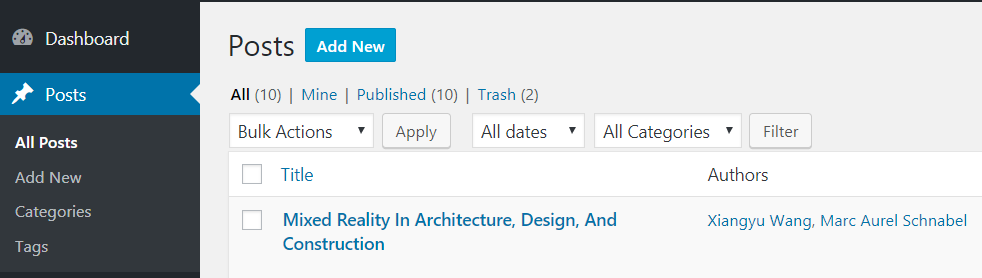 Dashboard
Posts
All Posts
Add New
Categories
Tags
Posts Add New
All (10) | Mine | Published (10) | Trash (2)
Bulk Actions Apply All dates All Categories Filter
Title Authors
Mixed Reality In Architecture, Design, And Xiangyu Wang, Marc Aurel Schnabel
Construction